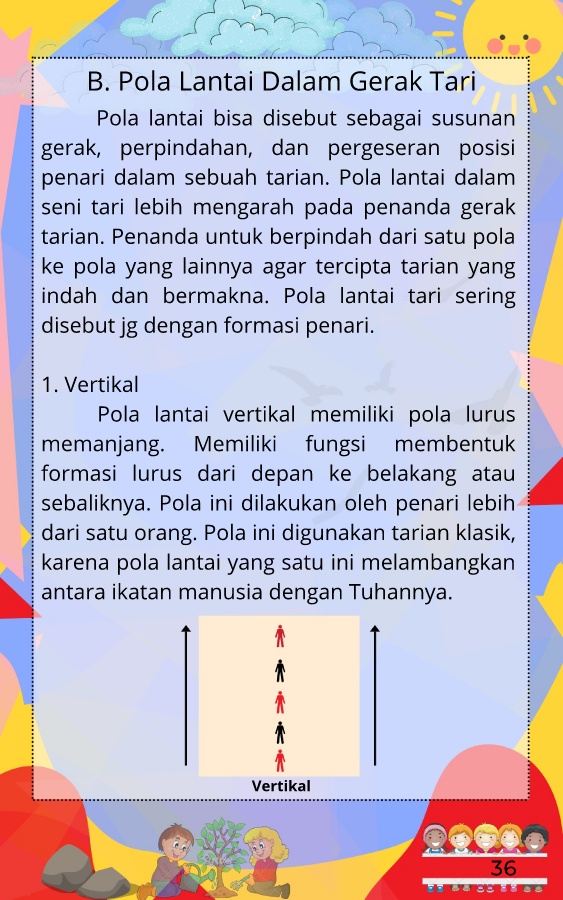 B. Pola Lantai Dalam Gerak Tari
Pola lantai bisa disebut sebagai susunan
gerak, perpindahan, dan pergeseran posisi
penari dalam sebuah tarian. Pola lantai dalam
seni tari lebih mengarah pada penanda gerak
tarian. Penanda untuk berpindah dari satu pola
ke pola yang lainnya agar tercipta tarian yang
indah dan bermakna. Pola lantai tari sering
disebut jg dengan formasi penari.
1. Vertikal
Pola lantai vertikal memiliki pola lurus
memanjang. Memiliki fungsi membentuk
formasi lurus dari depan ke belakang atau
sebaliknya. Pola ini dilakukan oleh penari lebih
dari satu orang. Pola ini digunakan tarian klasik,
karena pola lantai yang satu ini melambangkan
antara ikatan manusia dengan Tuhannya.
Vertikal
36